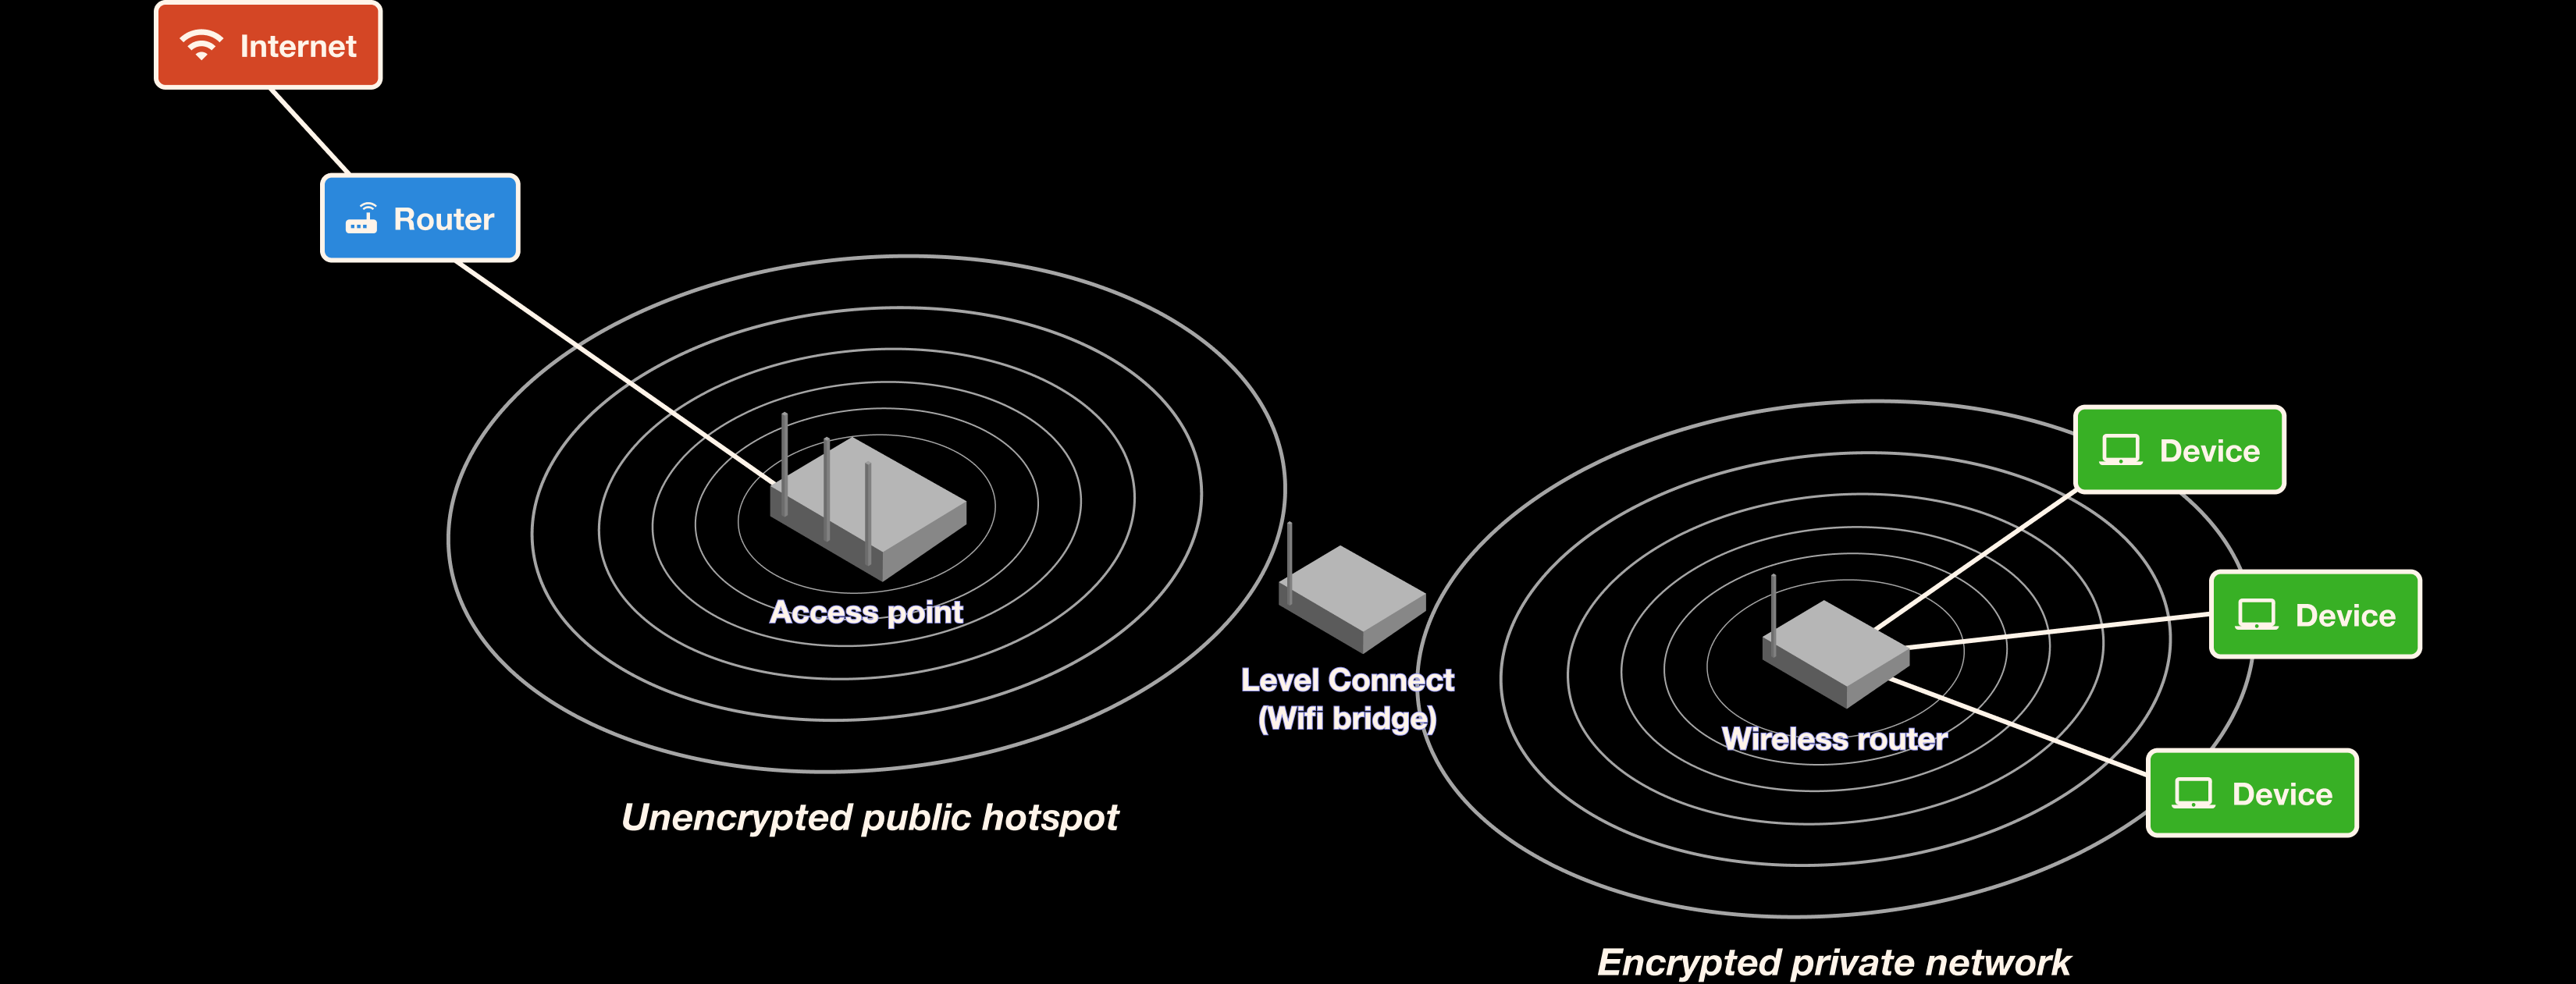 Internet
Router
Access point
Unencrypted public hotspot
Level Connect
(Wifi bridge)
Wireless router
Device
Device
Device
Encrypted private network